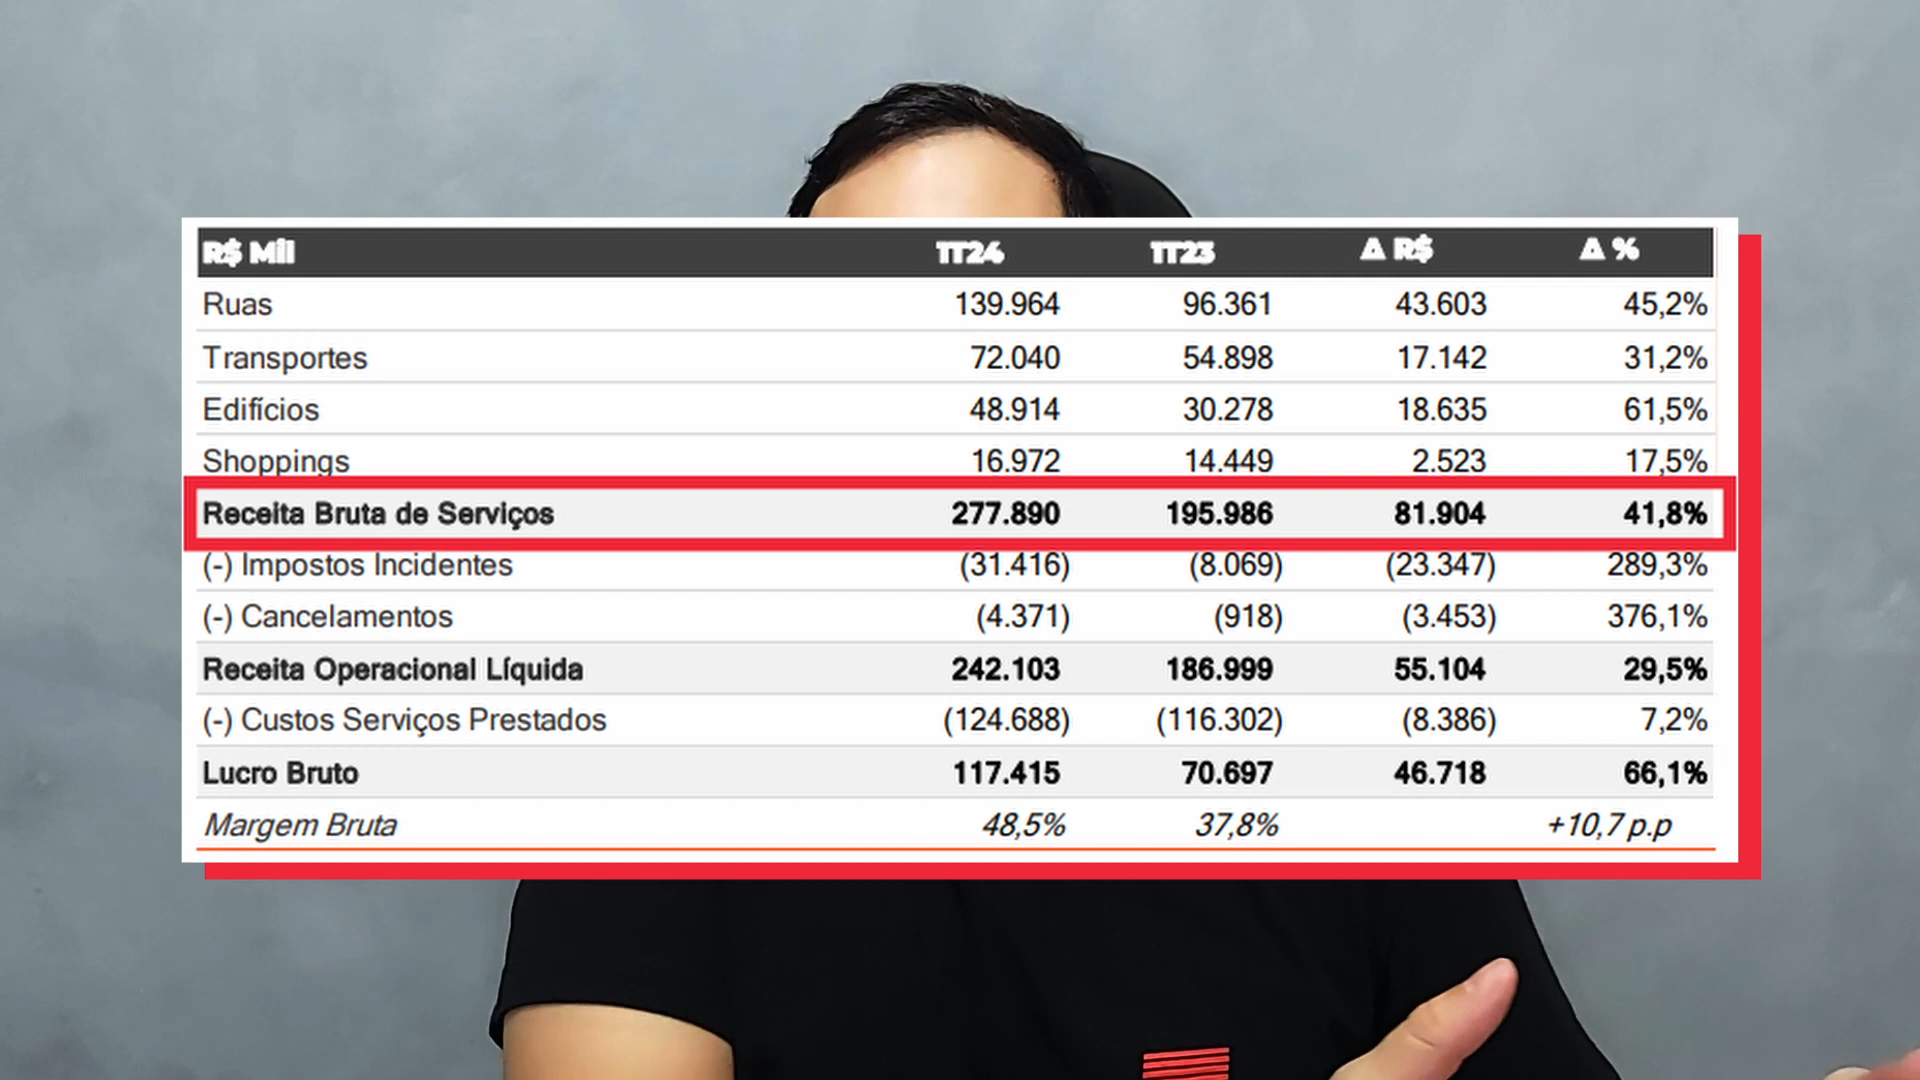 R$ Mil 1T24 1T23 Δ R$ Δ %
Ruas 139.964 96.361 43.603 45,2%
Transportes 72.040 54.898 17.142 31,2%
Edifícios 48.914 30.278 18.635 61,5%
Shoppings 16.972 14.449 2.523 17,5%
Receita Bruta de Serviços 277.890 195.986 81.904 41,8%
(-) Impostos Incidentes (31.416) (8.069) (23.347) 289,3%
(-) Cancelamentos (4.371) (918) (3.453) 376,1%
Receita Operacional Líquida 242.103 186.999 55.104 29,5%
(-) Custos Serviços Prestados (124.688) (116.302) (8.386) 7,2%
Lucro Bruto 117.415 70.697 46.718 66,1%
Margem Bruta 48,5% 37,8% +10,7 p.p